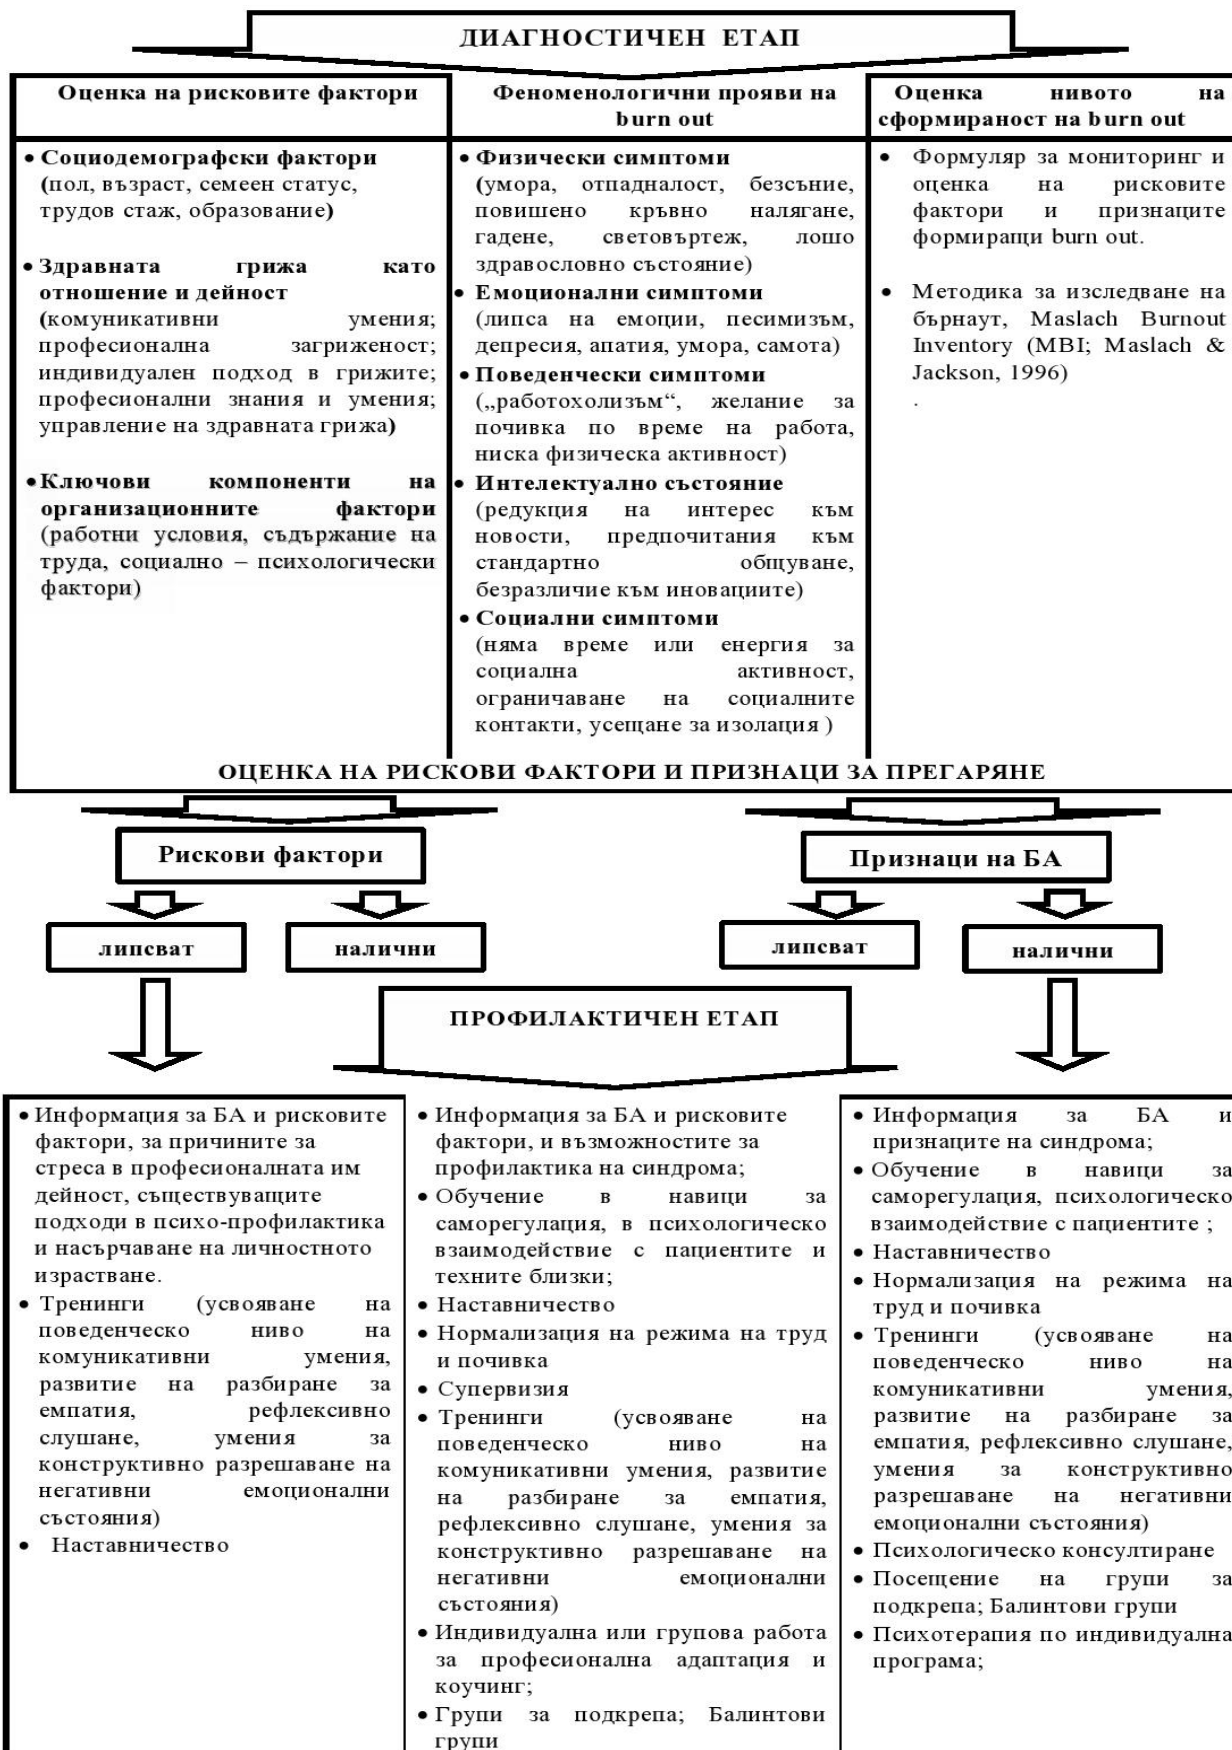 ДИАГНОСТИЧЕН ЕТАП
Оценка на рисковите фактори
• Социодемографски фактори
(пол, възраст, семеен статус,
трудов стаж, образование)
• Здравната грижа като
отношение и дейност
(комуникативни умения;
професионална загриженост;
индивидуален подход в грижите;
професионални знания и умения;
управление на здравната грижа)
• Ключови компоненти на
организационните фактори
(работни условия, съдържание на
труда, социално – психологически
фактори)
Феноменологични прояви на
burn out
• Физически симптоми
(умора, отпадналост, безсъние,
повишено кръвно налягане,
гадене, световъртеж, лошо
здравословно състояние)
• Емоционални симптоми
(липса на емоции, песимизъм,
депресия, апатия, умора, самота)
• Поведенчески симптоми
(„работохолизъм“, желание за
почивка по време на работа,
ниска физическа активност)
• Интелектуално състояние
(редукция на интерес към
новости, предпочитания към
стандартно общуване,
безразличие към иновациите)
• Социални симптоми
(няма време или енергия за
социална активност,
ограничаване на социалните
контакти, усещане за изолация )
Оценка нивото на
сформираност на burn out
• Формуляр за мониторинг и
оценка на рисковите
фактори и признаците
формиращи burn out.
• Методика за изследване на
бърнаут, Maslach Burnout
Inventory (MBI; Maslach &
Jackson, 1996)
.
ОЦЕНКА НА РИСКОВИ ФАКТОРИ И ПРИЗНАЦИ ЗА ПРЕГАРЯНЕ
Рискови фактори
Признаци на БА
липсват
налични
липсват
налични
ПРОФИЛАКТИЧЕН ЕТАП
• Информация за БА и рисковите
фактори, за причините за
стреса в професионалната им
дейност, съществуващите
подходи в психо-профилактика
и насърчаване на личностното
израстване.
• Тренинги (усвояване на
поведенческо ниво на
комуникативни умения,
развитие на разбиране за
емпатия, рефлексивно
слушане, умения за
конструктивно разрешаване на
негативни емоционални
състояния)
• Наставничество
• Информация за БА и рисковите
фактори, и възможностите за
профилактика на синдрома;
• Обучение в навици за
саморегулация, в психологическо
взаимодействие с пациентите и
техните близки;
• Наставничество
• Нормализация на режима на труд
и почивка
• Супервизия
• Тренинги (усвояване на
поведенческо ниво на
комуникативни умения, развитие
на разбиране за емпатия,
рефлексивно слушане, умения за
конструктивно разрешаване на
негативни емоционални
състояния)
• Индивидуална или групова работа
за професионална адаптация и
коучинг;
• Групи за подкрепа; Балинтови
групи
• Информация за БА и
признаците на синдрома;
• Обучение в навици за
саморегулация, психологическо
взаимодействие с пациентите ;
• Наставничество
• Нормализация на режима на
труд и почивка
• Тренинги (усвояване на
поведенческо ниво на
комуникативни умения,
развитие на разбиране за
емпатия, рефлексивно слушане,
умения за конструктивно
разрешаване на негативни
емоционални състояния)
• Психологическо консултиране
• Посещение на групи за
подкрепа; Балинтови групи
• Психотерапия по индивидуална
програма;